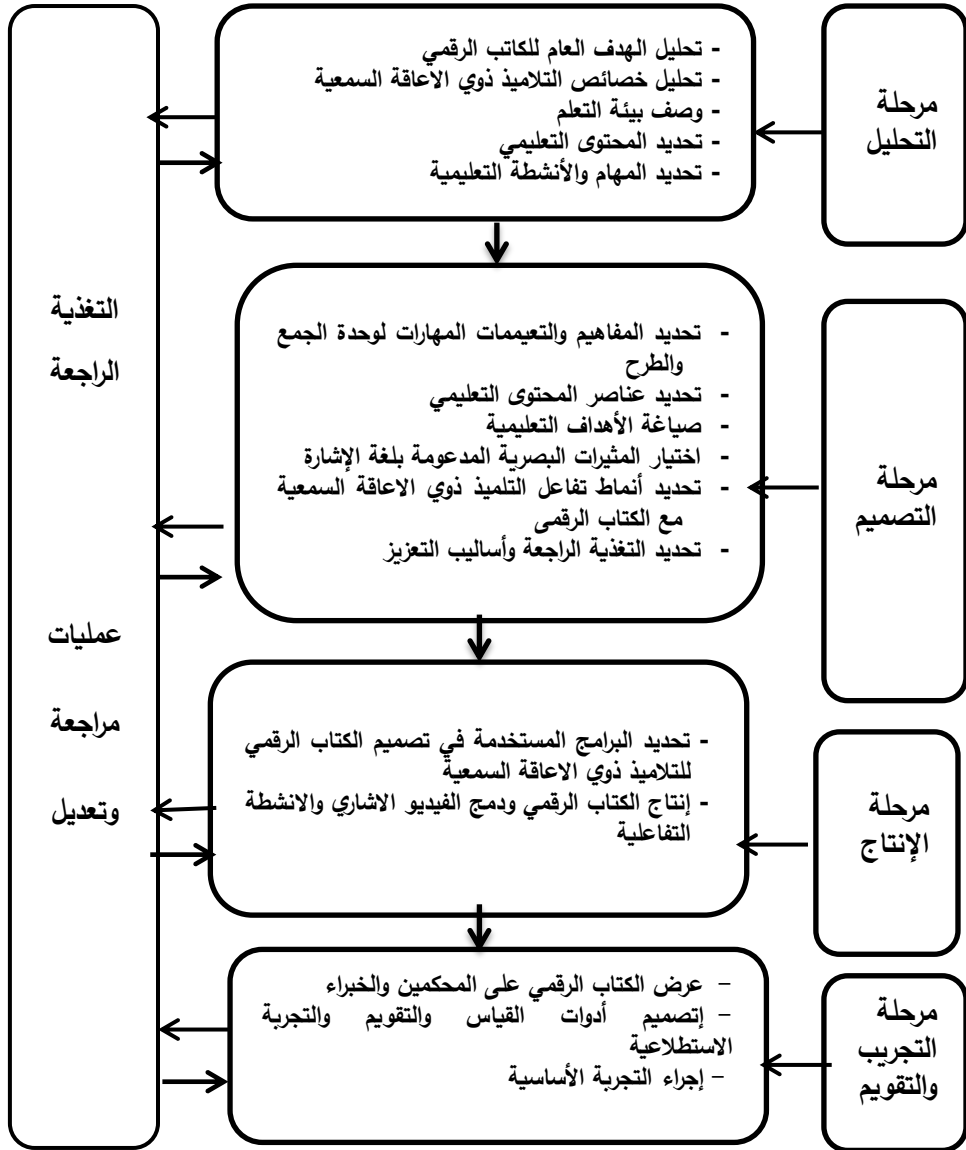 مرحلة
التحليل
- تحليل الهدف العام للكاتب الرقمي
- تحليل خصائص التلاميذ ذوي الاعاقة السمعية
- وصف بيئة التعلم
- تحديد المحتوى التعليمي
- تحديد المهام والأنشطة التعليمية
مرحلة
التصميم
- تحديد المفاهيم والتعيممات المهارات لوحدة الجمع
والطرح
- تحديد عناصر المحتوى التعليمي
- صياغة الأهداف التعليمية
- اختيار المثيرات البصرية المدعومة بلغة الإشارة
- تحديد أنماط تفاعل التلميذ ذوي الاعاقة السمعية
مع الكتاب الرقمى
- تحديد التغذية الراجعة وأساليب التعزيز
مرحلة
الإنتاج
- تحديد البرامج المستخدمة في تصميم الكتاب الرقمي
للتلاميذ ذوي الاعاقة السمعية
- إنتاج الكتاب الرقمي ودمج الفيديو الاشاري والانشطة
التفاعلية
مرحلة
التجريب
والتقويم
- عرض الكتاب الرقمي على المحكمين والخبراء
- إتصميم أدوات القياس والتقويم والتجربة
الاستطلاعية
- إجراء التجربة الأساسية
التغذية
الراجعة
عمليات
مراجعة
وتعديل